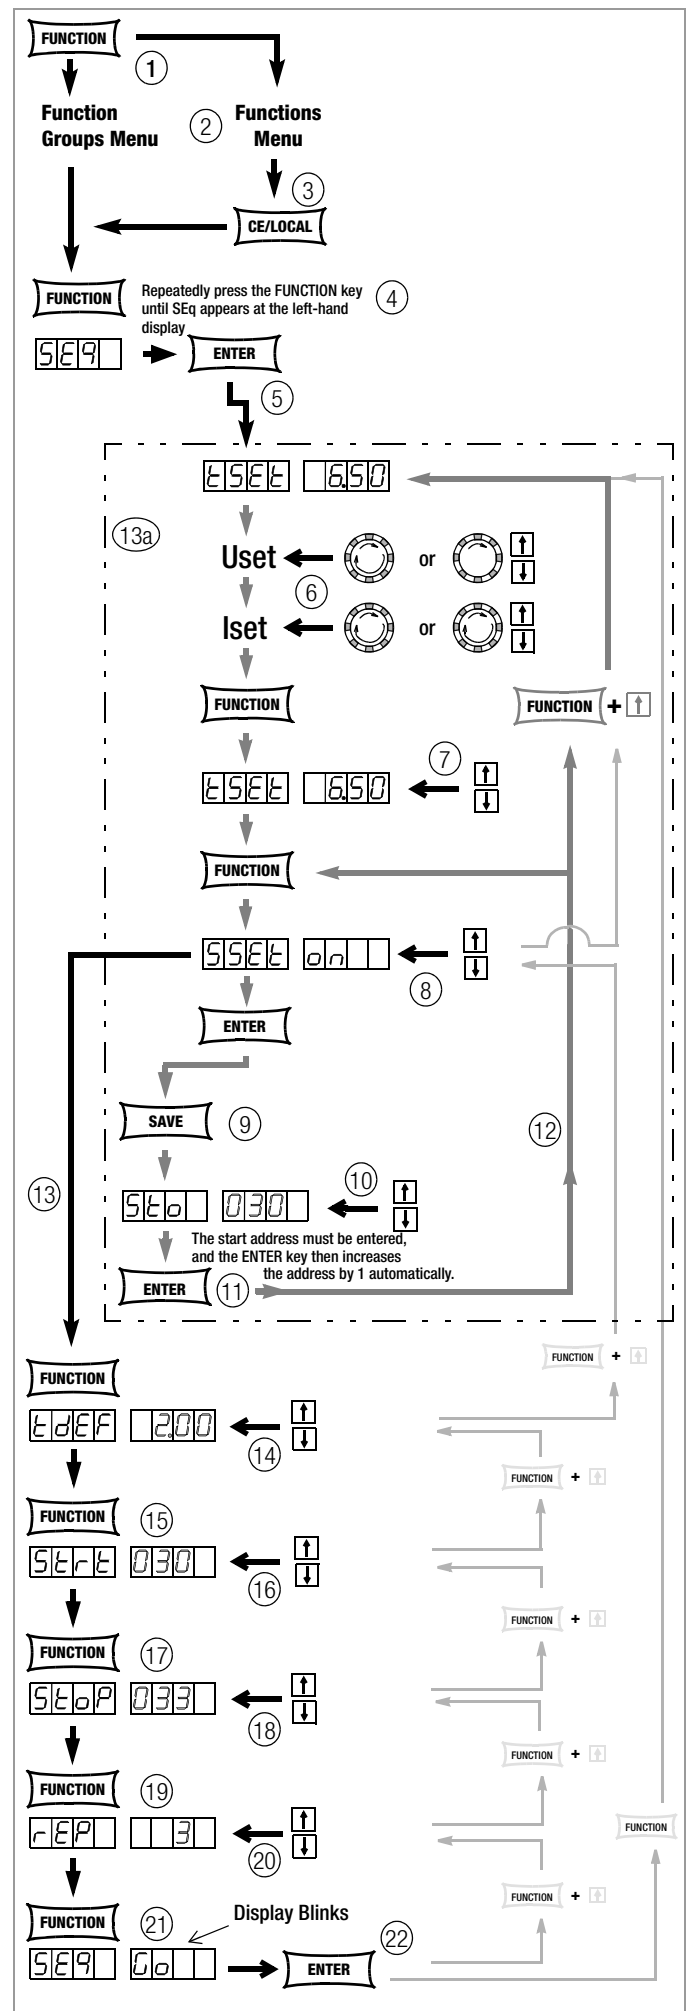 FUNCTION
1
Function
Groups Menu
2
Functions
Menu
3
CE/LOCAL
FUNCTION
Repeatedly press the FUNCTION key
until SEq appears at the left-hand
display
4
SEq
ENTER
5
tSEt 6.50
13a
Uset
or
6
Iset
or
FUNCTION
FUNCTION +
7
tSEt 6.50
FUNCTION
SSEt on
8
ENTER
SAVE
9
12
13
10
Sto 030
The start address must be entered,
and the ENTER key then increases
the address by 1 automatically.
ENTER
11
FUNCTION +
FUNCTION
tdEF 2.00
14
FUNCTION +
FUNCTION
15
Strt 030
16
FUNCTION +
FUNCTION
17
StoP 033
18
FUNCTION +
FUNCTION
19
rEP 3
20
FUNCTION
FUNCTION +
FUNCTION
21
Display Blinks
22
SEq Go
ENTER